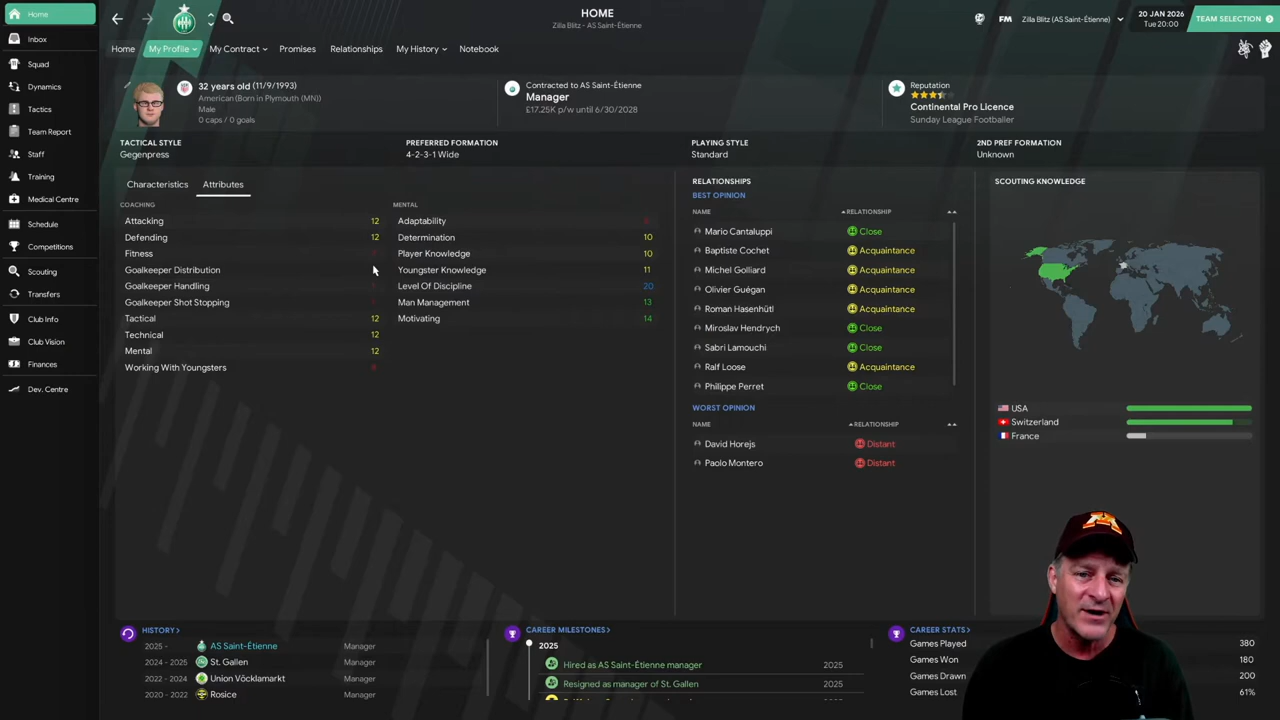 Home
HOME
Zilla Blitz - AS Saint-Étienne
FM
Zilla Blitz (AS Saint-Étienne)
20 JAN 2026
Tue 20:00
TEAM SELECTION
Inbox
Squad
Dynamics
Tactics
Team Report
Staff
Training
Medical Centre
Schedule
Competitions
Scouting
Transfers
Club Info
Club Vision
Finances
Dev. Centre
Home
My Profile
My Contract
Promises
Relationships
My History
Notebook
32 years old (11/9/1993)
American (Born in Plymouth (MN))
Male
0 caps / 0 goals
Contracted to AS Saint-Étienne
Manager
£17.25K p/w until 6/30/2028
Reputation
Continental Pro Licence
Sunday League Footballer
TACTICAL STYLE
Gegenpress
PREFERRED FORMATION
4-2-3-1 Wide
PLAYING STYLE
Standard
2ND PREF FORMATION
Unknown
Characteristics
Attributes
COACHING
Attacking 12
Defending 12
Fitness
Goalkeeper Distribution
Goalkeeper Handling
Goalkeeper Shot Stopping
Tactical 12
Technical 12
Mental 12
Working With Youngsters
MENTAL
Adaptability
Determination 10
Player Knowledge 10
Youngster Knowledge 11
Level Of Discipline 20
Man Management 13
Motivating 14
RELATIONSHIPS
BEST OPINION
NAME RELATIONSHIP
Mario Cantaluppi Close
Baptiste Cochet Acquaintance
Michel Golliard Acquaintance
Olivier Guégan Acquaintance
Roman Hasenhütl Acquaintance
Miroslav Hendrych Close
Sabri Lamouchi Close
Ralf Loose Acquaintance
Philippe Perret Close
WORST OPINION
NAME RELATIONSHIP
David Horejs Distant
Paolo Montero Distant
SCOUTING KNOWLEDGE
USA
Switzerland
France
HISTORY
2025 - AS Saint-Étienne Manager
2024 - 2025 St. Gallen Manager
2022 - 2024 Union Vöcklamarkt Manager
2020 - 2022 Rosice Manager
CAREER MILESTONES
2025
Hired as AS Saint-Étienne manager 2025
Resigned as manager of St. Gallen 2025
CAREER STATS
Games Played 380
Games Won 180
Games Drawn 200
Games Lost 61%